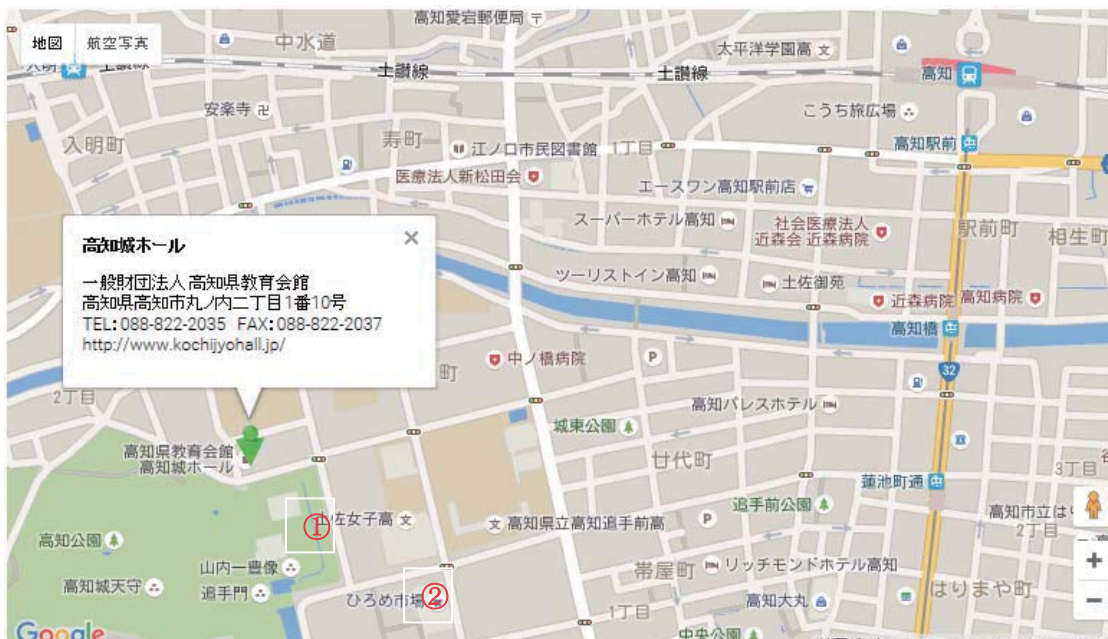 高知愛宕郵便局
地図 航空写真
中水道
太平洋学園高
土讃線
土讃線
高知
安楽寺
こうち旅広場
入明町
寿町
江ノ口市民図書館
1丁目
高知駅前
医療法人新松田会
エースワン高知駅前店
スーパーホテル高知
社会医療法人
近森会 近森病院
駅前町
相生町
高知城ホール
一般財団法人 高知県教育会館
高知県高知市丸ノ内二丁目1番10号
TEL:088-822-2035 FAX:088-822-2037
http://www.kochijyohall.jp/
ツーリストイン高知
土佐御苑
近森病院
高知病院
高知橋
中ノ橋病院
P
町
32
2丁目
高知パレスホテル
城東公園
高知県教育会館
高知城ホール
廿代町
3丁目
蓮池町通
追手前公園
①
佐女子高
高知県立高知追手前高
P
高知市立は
2丁目
高知公園
山内一豊像
帯屋町
リッチモンドホテル高知
高知城天守
追手門
ひろめ市場
②
高知大丸
はりまや町
1丁目
中央公園
Google